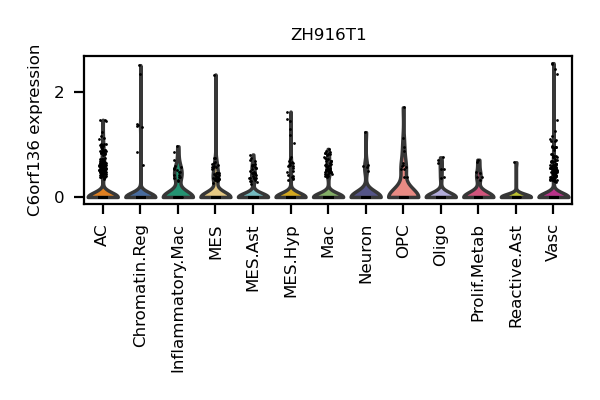 ZH916T1
C6orf136 expression
2
0
AC
Chromatin.Reg
Inflammatory.Mac
MES
MES.Ast
MES.Hyp
Mac
Neuron
OPC
Oligo
Prolif.Metab
Reactive.Ast
Vasc